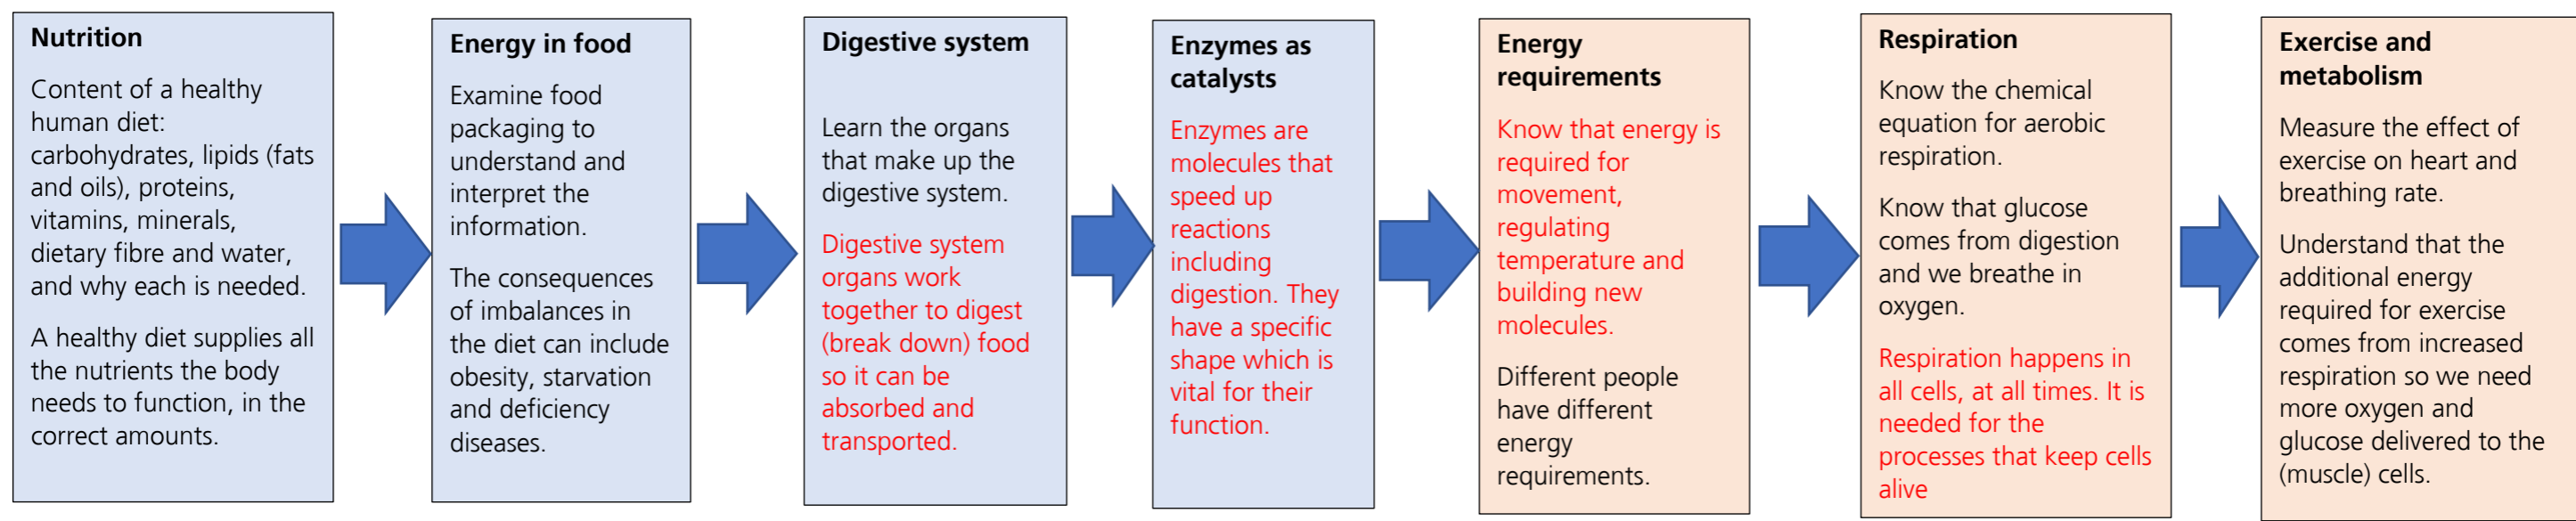 Nutrition
Content of a healthy
human diet:
carbohydrates, lipids (fats
and oils), proteins,
vitamins, minerals,
dietary fibre and water,
and why each is needed.
A healthy diet supplies all
the nutrients the body
needs to function, in the
correct amounts.
Energy in food
Examine food
packaging to
understand and
interpret the
information.
The consequences
of imbalances in
the diet can include
obesity, starvation
and deficiency
diseases.
Digestive system
Learn the organs
that make up the
digestive system.
Digestive system
organs work
together to digest
(break down) food
so it can be
absorbed and
transported.
Enzymes as
catalysts
Enzymes are
molecules that
speed up
reactions
including
digestion. They
have a specific
shape which is
vital for their
function.
Energy
requirements
Know that energy is
required for
movement,
regulating
temperature and
building new
molecules.
Different people
have different
energy
requirements.
Respiration
Know the chemical
equation for aerobic
respiration.
Know that glucose
comes from digestion
and we breathe in
oxygen.
Respiration happens in
all cells, at all times. It is
needed for the
processes that keep cells
alive
Exercise and
metabolism
Measure the effect of
exercise on heart and
breathing rate.
Understand that the
additional energy
required for exercise
comes from increased
respiration so we need
more oxygen and
glucose delivered to the
(muscle) cells.